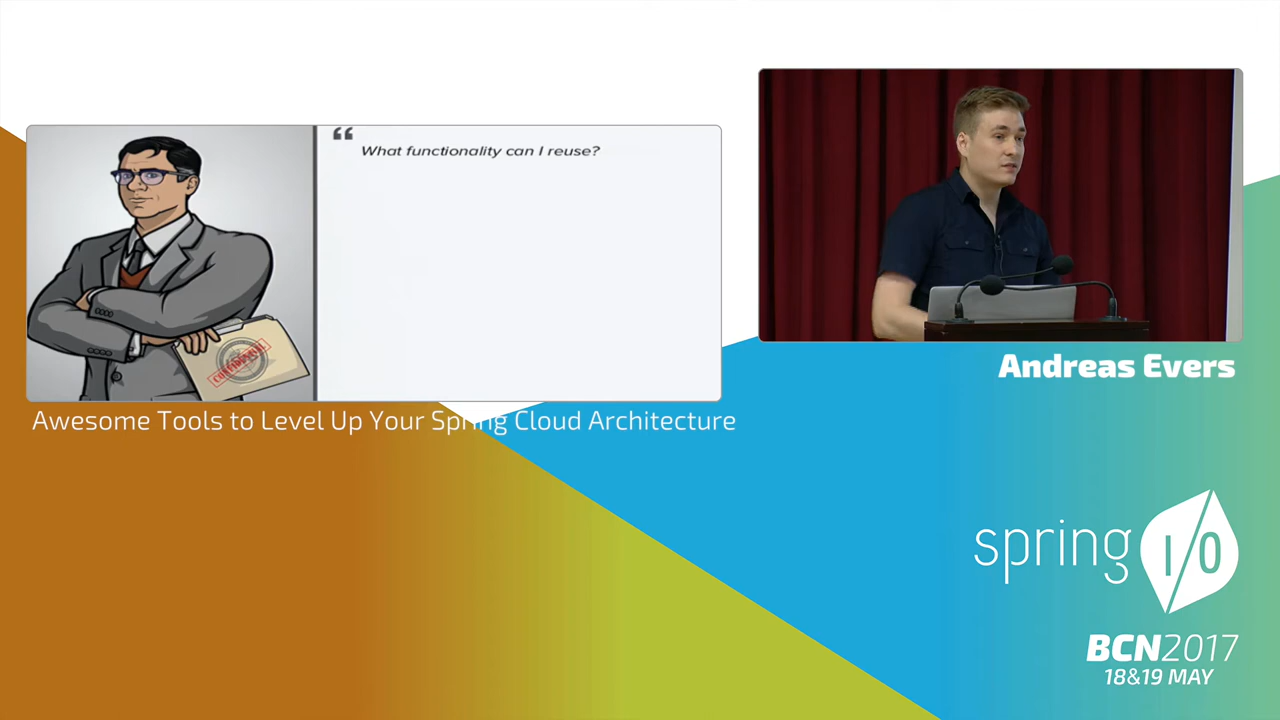 “
What functionality can I reuse?
CONFIDENTIAL
Awesome Tools to Level Up Your Spring Cloud Architecture
Andreas Evers
spring I/O
BCN2017
18&19 MAY